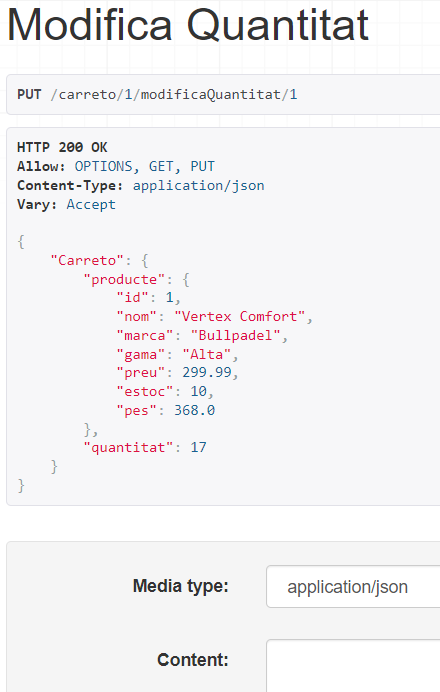 Modifica Quantitat
PUT /carreto/1/modificaQuantitat/1
HTTP 200 OK
Allow: OPTIONS, GET, PUT
Content-Type: application/json
Vary: Accept
{
    "Carreto": {
        "producte": {
            "id": 1,
            "nom": "Vertex Comfort",
            "marca": "Bullpadel",
            "gama": "Alta",
            "preu": 299.99,
            "estoc": 10,
            "pes": 368.0
        },
        "quantitat": 17
    }
}
Media type: application/json
Content: